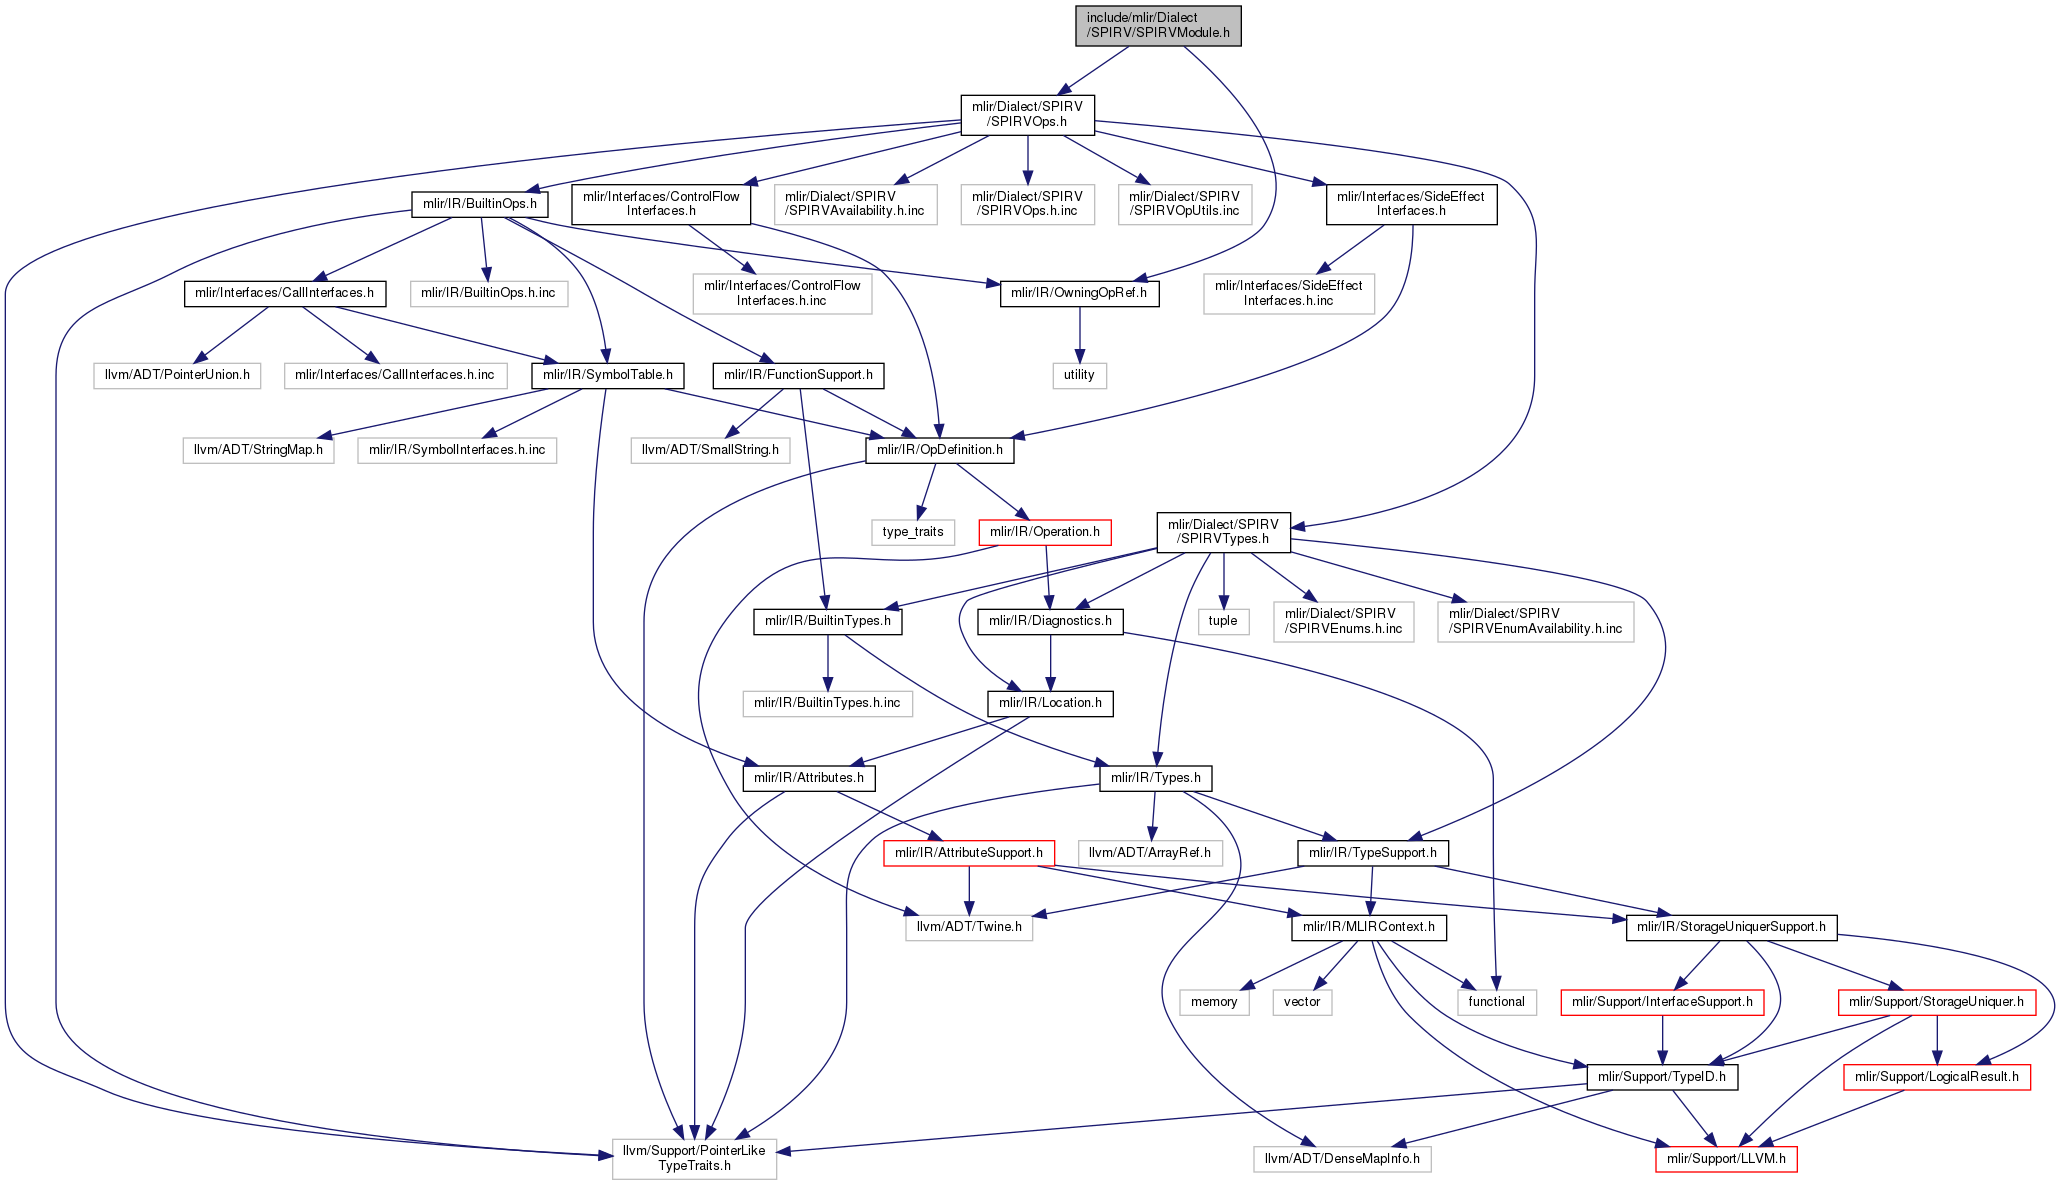 include/mlir/Dialect
/SPIRV/SPIRVModule.h
mlir/Dialect/SPIRV
/SPIRVOps.h
mlir/IR/BuiltinOps.h
mlir/Interfaces/ControlFlow
Interfaces.h
mlir/Dialect/SPIRV
/SPIRVAvailability.h.inc
mlir/Dialect/SPIRV
/SPIRVOps.h.inc
mlir/Dialect/SPIRV
/SPIRVOpUtils.inc
mlir/Interfaces/SideEffect
Interfaces.h
mlir/Interfaces/CallInterfaces.h
mlir/IR/BuiltinOps.h.inc
mlir/Interfaces/ControlFlow
Interfaces.h.inc
mlir/IR/OwningOpRef.h
mlir/Interfaces/SideEffect
Interfaces.h.inc
llvm/ADT/PointerUnion.h
mlir/Interfaces/CallInterfaces.h.inc
mlir/IR/SymbolTable.h
mlir/IR/FunctionSupport.h
utility
llvm/ADT/StringMap.h
mlir/IR/SymbolInterfaces.h.inc
llvm/ADT/SmallString.h
mlir/IR/OpDefinition.h
type_traits
mlir/IR/Operation.h
mlir/Dialect/SPIRV
/SPIRVTypes.h
mlir/IR/BuiltinTypes.h
mlir/IR/Diagnostics.h
tuple
mlir/Dialect/SPIRV
/SPIRVEnums.h.inc
mlir/Dialect/SPIRV
/SPIRVEnumAvailability.h.inc
mlir/IR/BuiltinTypes.h.inc
mlir/IR/Location.h
mlir/IR/Attributes.h
mlir/IR/Types.h
mlir/IR/AttributeSupport.h
llvm/ADT/ArrayRef.h
mlir/IR/TypeSupport.h
llvm/ADT/Twine.h
mlir/IR/MLIRContext.h
mlir/IR/StorageUniquerSupport.h
memory
vector
functional
mlir/Support/InterfaceSupport.h
mlir/Support/StorageUniquer.h
mlir/Support/TypeID.h
mlir/Support/LogicalResult.h
llvm/Support/PointerLike
TypeTraits.h
llvm/ADT/DenseMapInfo.h
mlir/Support/LLVM.h